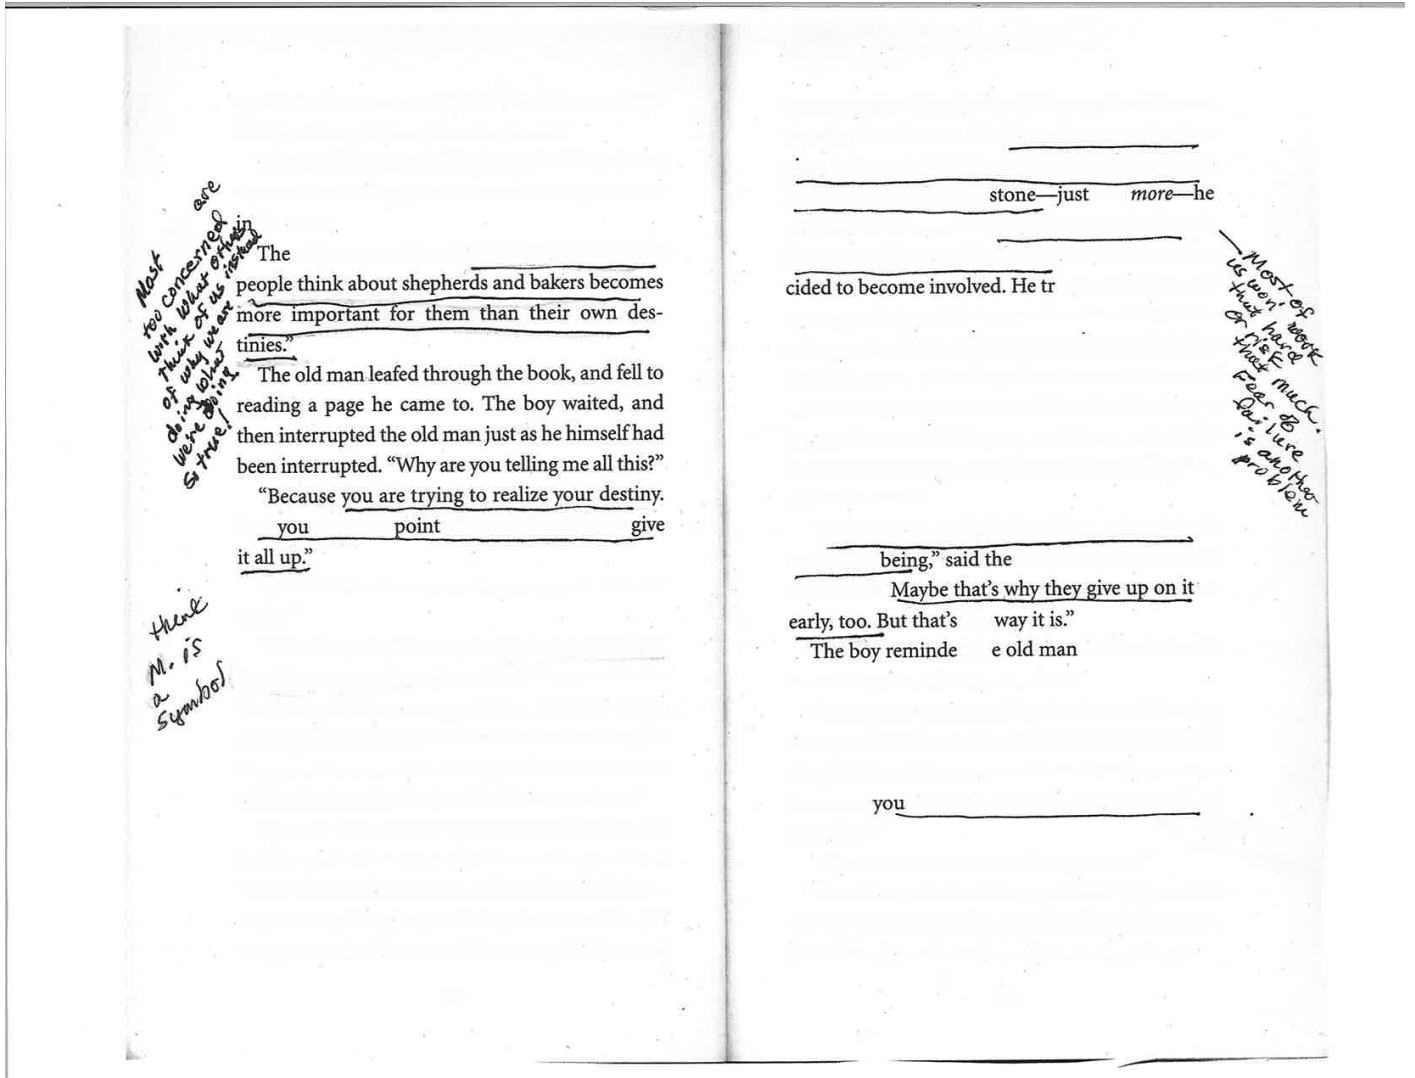 are
Most
too concerned
with what others
think of us instead
of why we are
doing what
we're doing
So true!
in
The
people think about shepherds and bakers becomes
more important for them than their own des-
tinies.”
The old man leafed through the book, and fell to
reading a page he came to. The boy waited, and
then interrupted the old man just as he himself had
been interrupted. “Why are you telling me all this?”
“Because you are trying to realize your destiny.
you point give
it all up.”
think
M. is
a
symbol
stone—just more—he
cided to become involved. He tr
Most of
us won' work
that hard
or risk
that much.
Fear of
failure
is another
problem
being,” said the
Maybe that’s why they give up on it
early, too. But that’s way it is.”
The boy reminde e old man
you